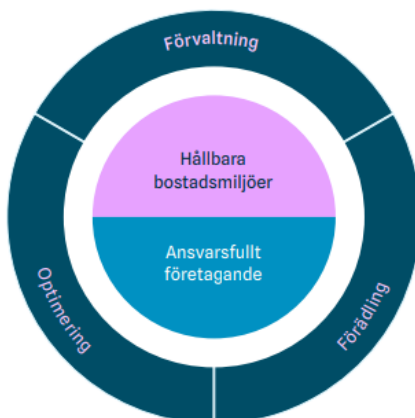 Förvaltning
Hållbara
bostadsmiljöer
Ansvarsfullt
företagande
Optimering
Förädling